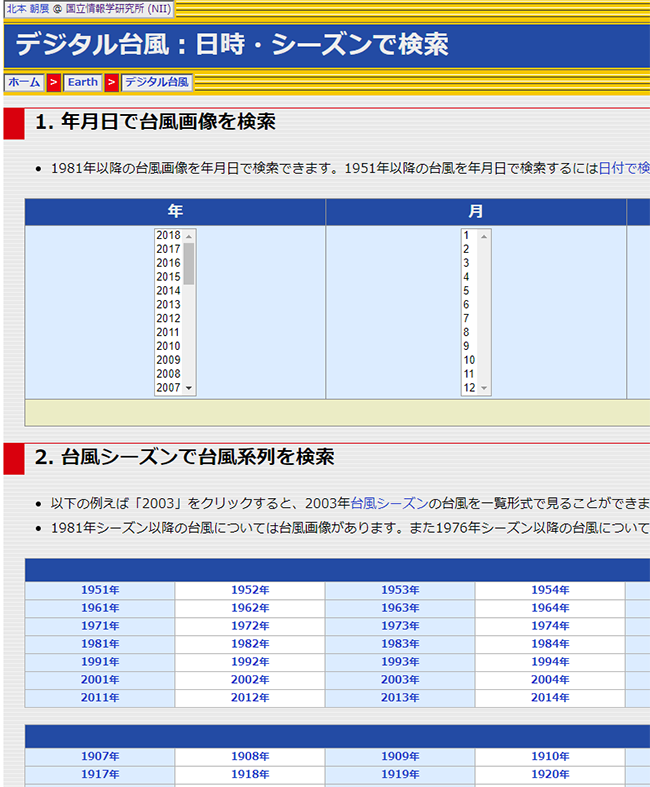 北本 朝展 @ 国立情報学研究所 (NII)
デジタル台風：日時・シーズンで検索
ホーム > Earth > デジタル台風
1. 年月日で台風画像を検索
1981年以降の台風画像を年月日で検索できます。1951年以降の台風を年月日で検索するには日付で検
年 月
2018 1
2017 2
2016 3
2015 4
2014 5
2013 6
2012 7
2011 8
2010 9
2009 10
2008 11
2007 12
2. 台風シーズンで台風系列を検索
以下の例えば「2003」をクリックすると、2003年台風シーズンの台風を一覧形式で見ることができま
1981年シーズン以降の台風については台風画像があります。また1976年シーズン以降の台風について
1951年 1952年 1953年 1954年
1961年 1962年 1963年 1964年
1971年 1972年 1973年 1974年
1981年 1982年 1983年 1984年
1991年 1992年 1993年 1994年
2001年 2002年 2003年 2004年
2011年 2012年 2013年 2014年
1907年 1908年 1909年 1910年
1917年 1918年 1919年 1920年